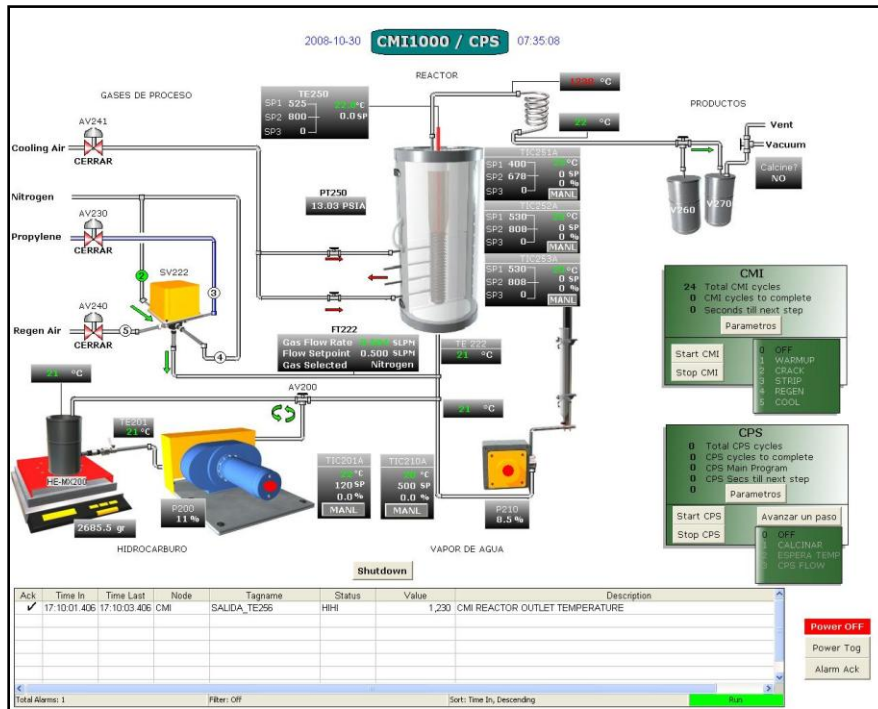 2008-10-30 CMI1000 / CPS 07:35:08
GASES DE PROCESO
REACTOR
PRODUCTOS
TE250
SP1 525
SP2 800 0.0 SP
SP3 0
1230 °C
22 °C
AV241
Cooling Air
CERRAR
Nitrogen
AV230
Propylene
CERRAR
AV240
Regen Air
CERRAR
SV222
2
3
4
5
PT250
13.03 PSIA
TIC251A
SP1 400 °C
SP2 678 0 SP
SP3 0 0 %
MANL
TIC252A
SP1 530 °C
SP2 808 0 SP
SP3 0 0 %
MANL
TIC253A
SP1 530 °C
SP2 808 0 SP
SP3 0 0 %
MANL
Vent
Vacuum
Calcine?
NO
V260
V270
FT222
Gas Flow Rate SLPM
Flow Setpoint 0.500 SLPM
Gas Selected Nitrogen
TE 222
21 °C
21 °C
AV200
21 °C
TE201
21 °C
HE-MX200
2685.5 gr
P200
11 %
TIC201A
°C
120 SP
0.0 %
MANL
TIC210A
°C
500 SP
0.0 %
MANL
P210
8.5 %
HIDROCARBURO
VAPOR DE AGUA
CMI
24 Total CMI cycles
0 CMI cycles to complete
0 Seconds till next step
Parametros
Start CMI
Stop CMI
0 OFF
1 WARMUP
2 CRACK
3 STRIP
4 REGEN
5 COOL
CPS
0 Total CPS cycles
0 CPS cycles to complete
0 CPS Main Program
0 CPS Secs till next step
0
Parametros
Start CPS
Avanzar un paso
Stop CPS
0 OFF
1 CALCINAR
2 ESPERA TEMP
3 CPS FLOW
Shutdown
Ack Time In Time Last Node Tagname Status Value Description
17:10:01.406 17:10:03.406 CMI SALIDA_TE256 HIHI 1,230 CMI REACTOR OUTLET TEMPERATURE
Total Alarms: 1 Filter: Off Sort: Time In, Descending Run
Power OFF
Power Tog
Alarm Ack